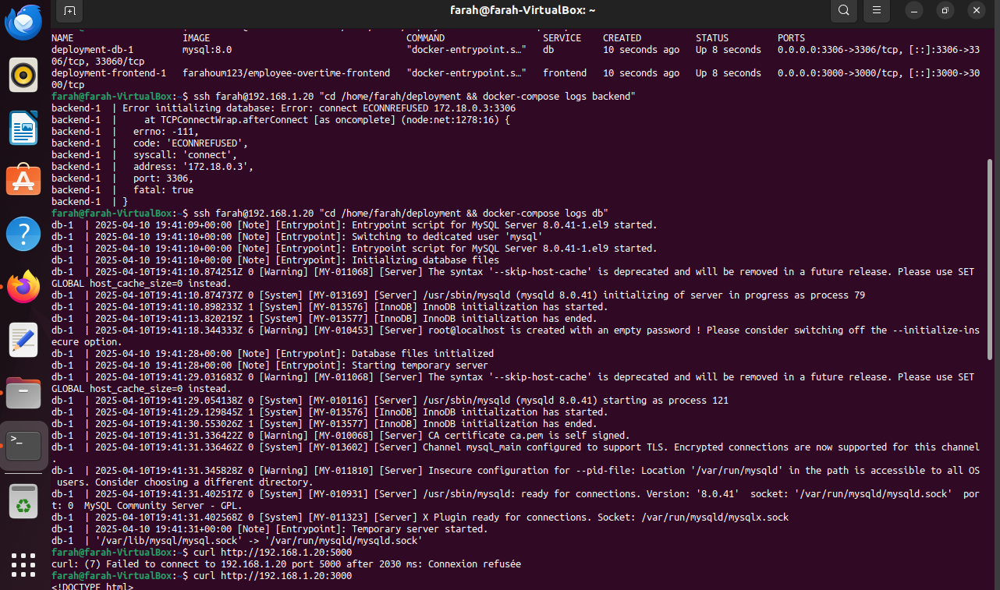 farah@farah-VirtualBox: ~
NAME IMAGE COMMAND SERVICE CREATED STATUS PORTS
deployment-db-1 mysql:8.0 "docker-entrypoint.s…" db 10 seconds ago Up 8 seconds 0.0.0.0:3306->3306/tcp, [::]:3306->33
06/tcp, 33060/tcp
deployment-frontend-1 farahoum123/employee-overtime-frontend "docker-entrypoint.s…" frontend 10 seconds ago Up 8 seconds 0.0.0.0:3000->3000/tcp, [::]:3000->30
00/tcp
farah@farah-VirtualBox:~$ ssh farah@192.168.1.20 "cd /home/farah/deployment && docker-compose logs backend"
backend-1 | Error initializing database: Error: connect ECONNREFUSED 172.18.0.3:3306
backend-1 | at TCPConnectWrap.afterConnect [as oncomplete] (node:net:1278:16) {
backend-1 | errno: -111,
backend-1 | code: 'ECONNREFUSED',
backend-1 | syscall: 'connect',
backend-1 | address: '172.18.0.3',
backend-1 | port: 3306,
backend-1 | fatal: true
backend-1 | }
farah@farah-VirtualBox:~$ ssh farah@192.168.1.20 "cd /home/farah/deployment && docker-compose logs db"
db-1 | 2025-04-10 19:41:09+00:00 [Note] [Entrypoint]: Entrypoint script for MySQL Server 8.0.41-1.el9 started.
db-1 | 2025-04-10 19:41:10+00:00 [Note] [Entrypoint]: Switching to dedicated user 'mysql'
db-1 | 2025-04-10 19:41:10+00:00 [Note] [Entrypoint]: Entrypoint script for MySQL Server 8.0.41-1.el9 started.
db-1 | 2025-04-10 19:41:10+00:00 [Note] [Entrypoint]: Initializing database files
db-1 | 2025-04-10T19:41:10.874251Z 0 [Warning] [MY-011068] [Server] The syntax '--skip-host-cache' is deprecated and will be removed in a future release. Please use SET
GLOBAL host_cache_size=0 instead.
db-1 | 2025-04-10T19:41:10.874737Z 0 [System] [MY-013169] [Server] /usr/sbin/mysqld (mysqld 8.0.41) initializing of server in progress as process 79
db-1 | 2025-04-10T19:41:10.898233Z 1 [System] [MY-013576] [InnoDB] InnoDB initialization has started.
db-1 | 2025-04-10T19:41:13.820219Z 1 [System] [MY-013577] [InnoDB] InnoDB initialization has ended.
db-1 | 2025-04-10T19:41:18.344333Z 6 [Warning] [MY-010453] [Server] root@localhost is created with an empty password ! Please consider switching off the --initialize-ins
ecure option.
db-1 | 2025-04-10 19:41:28+00:00 [Note] [Entrypoint]: Database files initialized
db-1 | 2025-04-10 19:41:28+00:00 [Note] [Entrypoint]: Starting temporary server
db-1 | 2025-04-10T19:41:29.031683Z 0 [Warning] [MY-011068] [Server] The syntax '--skip-host-cache' is deprecated and will be removed in a future release. Please use SET
GLOBAL host_cache_size=0 instead.
db-1 | 2025-04-10T19:41:29.054138Z 0 [System] [MY-010116] [Server] /usr/sbin/mysqld (mysqld 8.0.41) starting as process 121
db-1 | 2025-04-10T19:41:29.129845Z 1 [System] [MY-013576] [InnoDB] InnoDB initialization has started.
db-1 | 2025-04-10T19:41:30.553026Z 1 [System] [MY-013577] [InnoDB] InnoDB initialization has ended.
db-1 | 2025-04-10T19:41:31.336422Z 0 [Warning] [MY-010068] [Server] CA certificate ca.pem is self signed.
db-1 | 2025-04-10T19:41:31.336462Z 0 [System] [MY-013602] [Server] Channel mysql_main configured to support TLS. Encrypted connections are now supported for this channel
.
db-1 | 2025-04-10T19:41:31.345828Z 0 [Warning] [MY-011810] [Server] Insecure configuration for --pid-file: Location '/var/run/mysqld' in the path is accessible to all OS
users. Consider choosing a different directory.
db-1 | 2025-04-10T19:41:31.402517Z 0 [System] [MY-010931] [Server] /usr/sbin/mysqld: ready for connections. Version: '8.0.41' socket: '/var/run/mysqld/mysqld.sock' por
t: 0 MySQL Community Server - GPL.
db-1 | 2025-04-10T19:41:31.402568Z 0 [System] [MY-011323] [Server] X Plugin ready for connections. Socket: /var/run/mysqld/mysqlx.sock
db-1 | 2025-04-10 19:41:31+00:00 [Note] [Entrypoint]: Temporary server started.
db-1 | '/var/lib/mysql/mysql.sock' -> '/var/run/mysqld/mysqld.sock'
farah@farah-VirtualBox:~$ curl http://192.168.1.20:5000
curl: (7) Failed to connect to 192.168.1.20 port 5000 after 2030 ms: Connexion refusée
farah@farah-VirtualBox:~$ curl http://192.168.1.20:3000
<!DOCTYPE html>